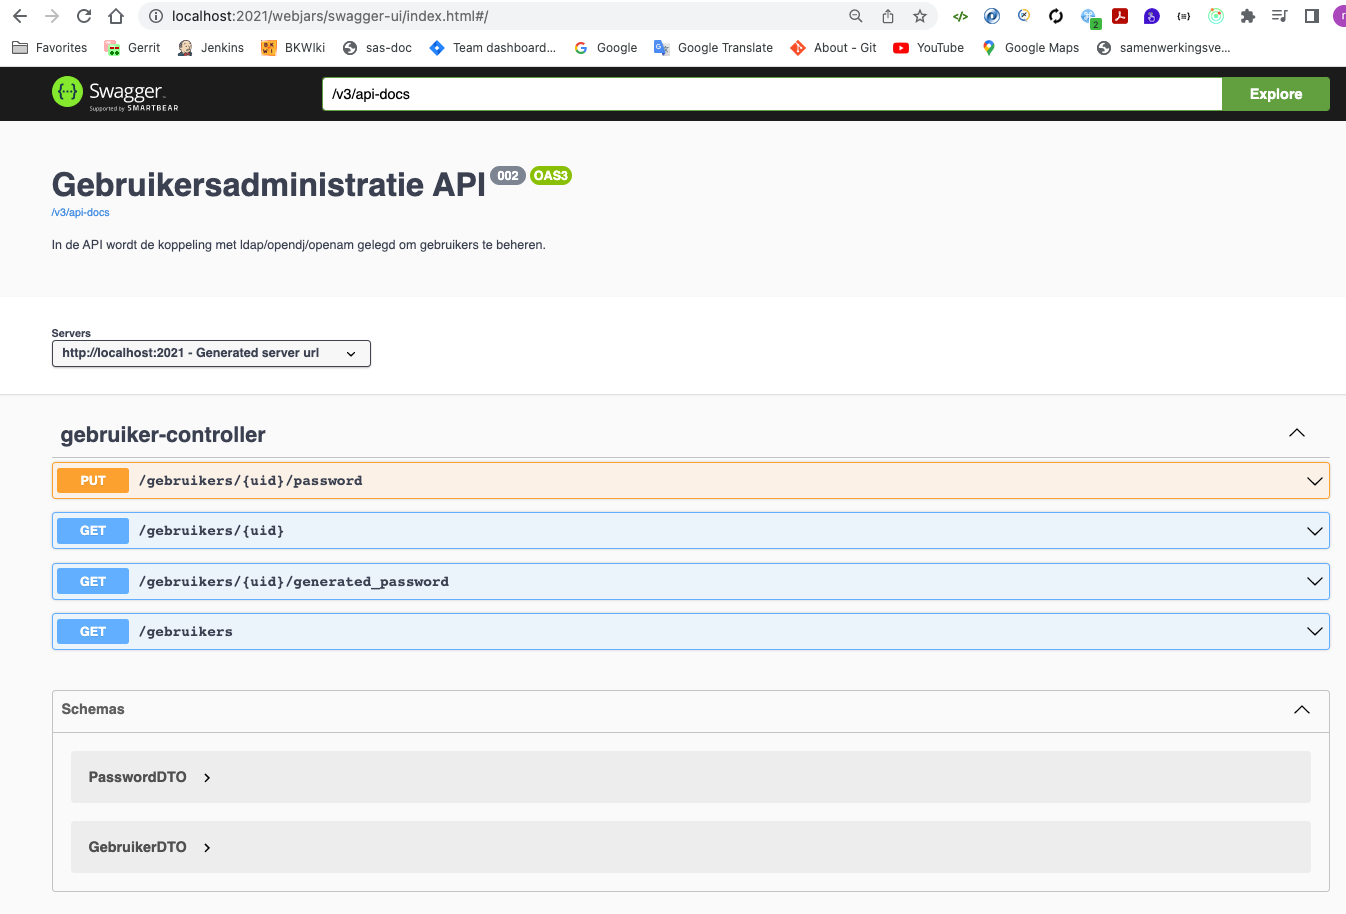 localhost:2021/webjars/swagger-ui/index.html#/
2
Favorites Gerrit Jenkins BKWIki sas-doc Team dashboard... Google Google Translate About - Git YouTube Google Maps samenwerkingsve...
Swagger
Supported by SMARTBEAR
/v3/api-docs
Explore
Gebruikersadministratie API 002 OAS3
/v3/api-docs
In de API wordt de koppeling met ldap/opendj/openam gelegd om gebruikers te beheren.
Servers
http://localhost:2021 - Generated server url
gebruiker-controller
PUT /gebruikers/{uid}/password
GET /gebruikers/{uid}
GET /gebruikers/{uid}/generated_password
GET /gebruikers
Schemas
PasswordDTO
GebruikerDTO